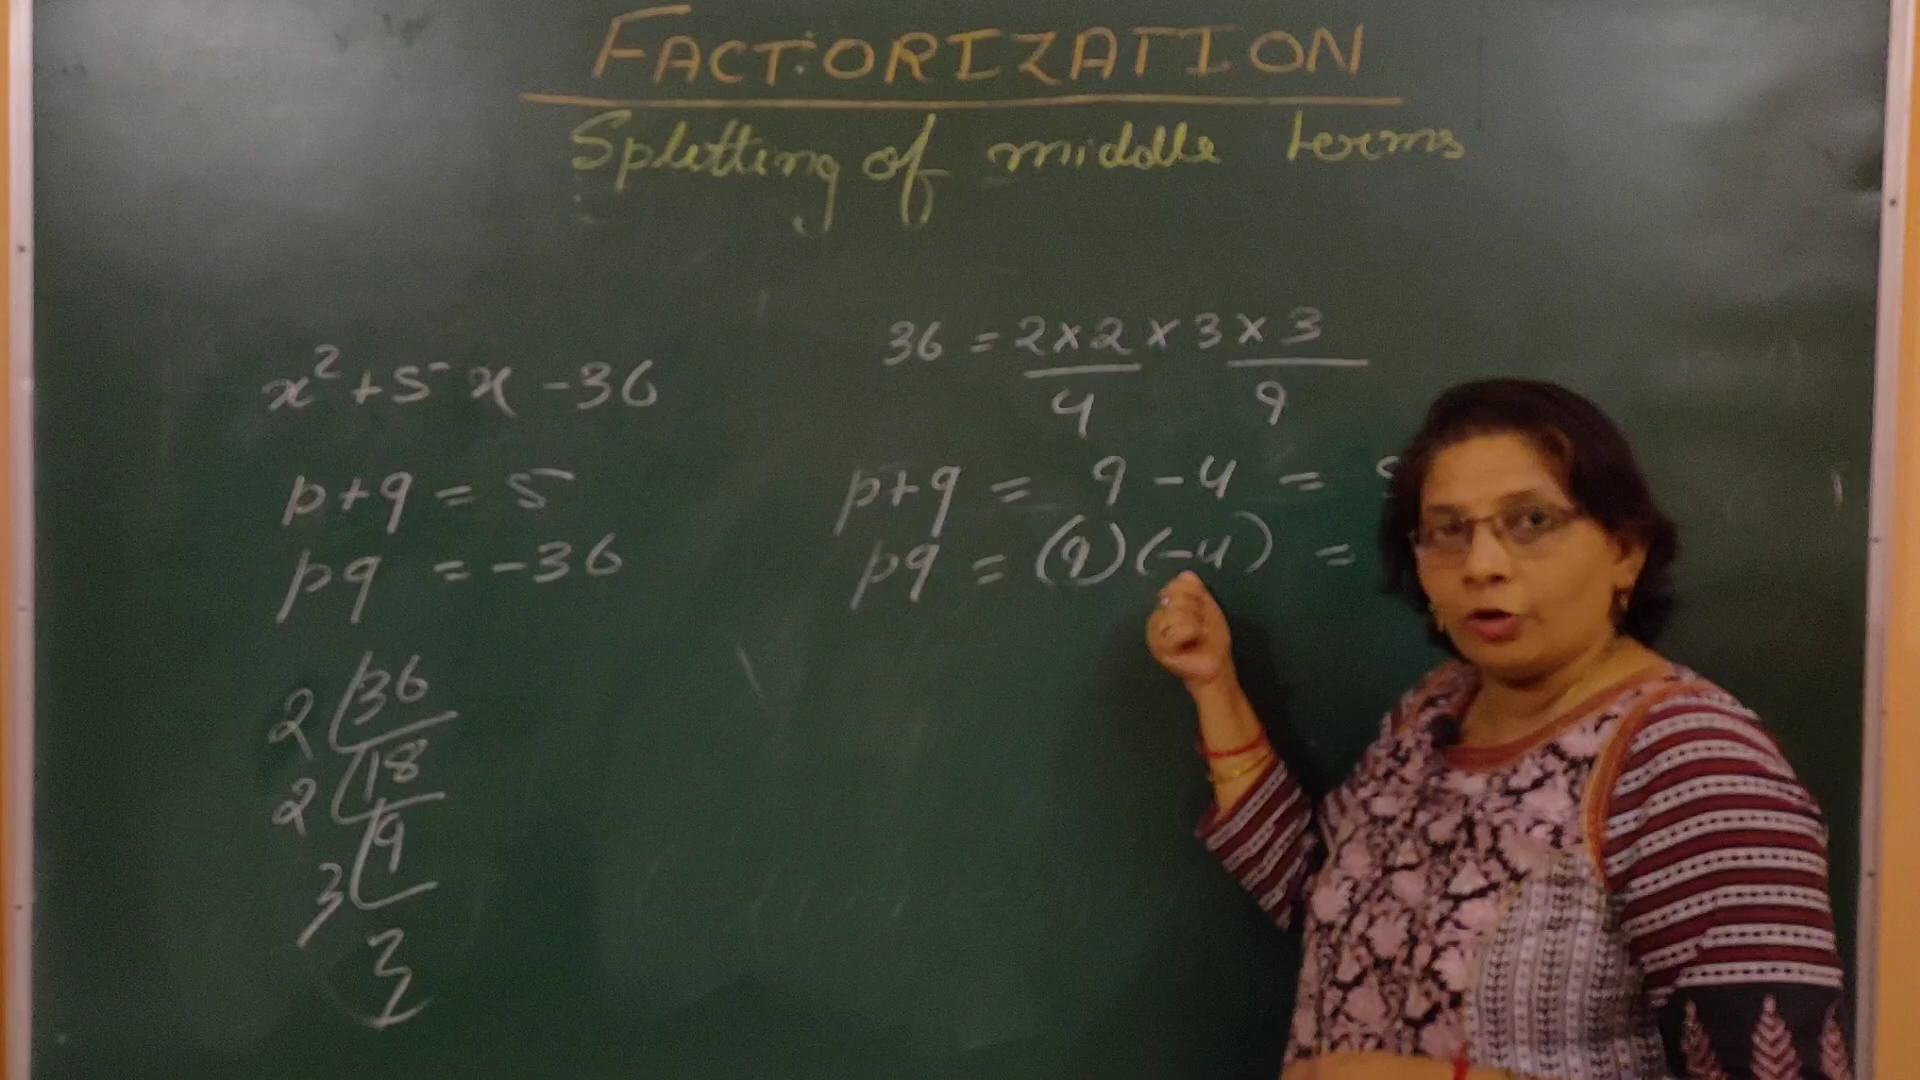 FACTORIZATION
Splitting of middle terms
x² + 5x - 36
p+q = 5
pq = -36
2 36
2 18
3 9
3
36 = 2×2 × 3×3
4 9
p+q = 9 - 4 =
pq = (9)(-4) =